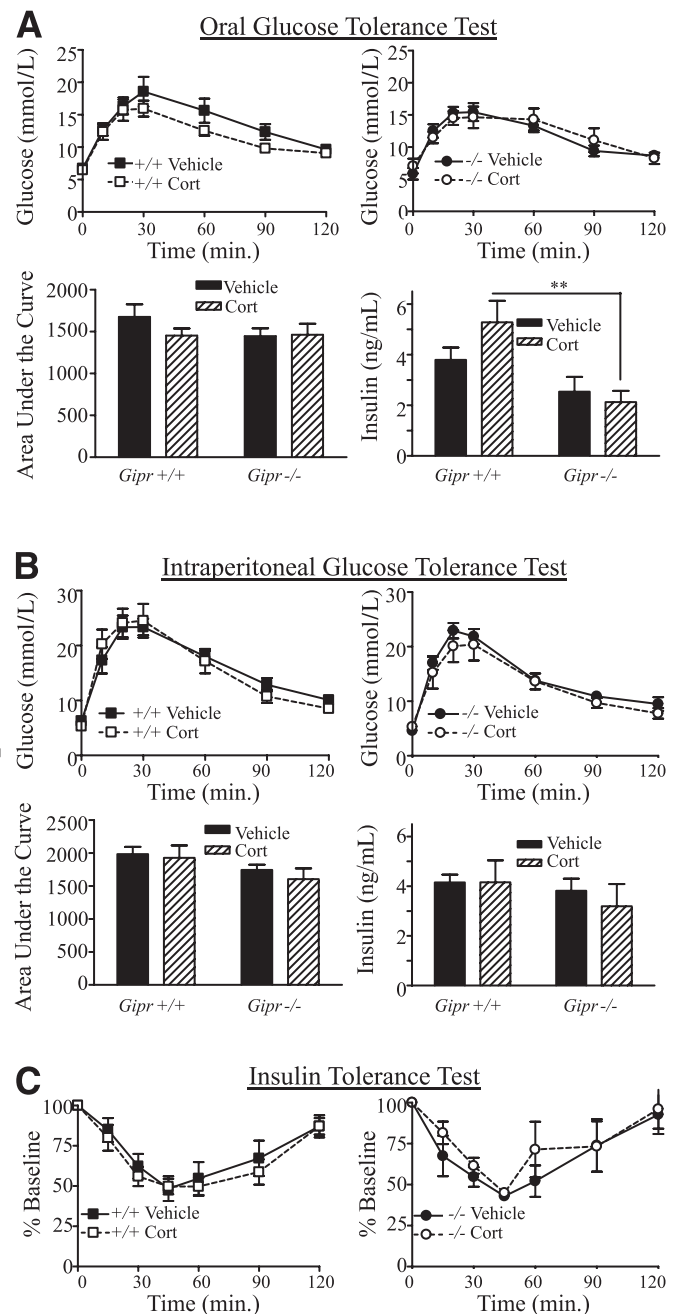 A
Oral Glucose Tolerance Test
25
20
15
10
5
0
Glucose (mmol/L)
+/+ Vehicle
+/+ Cort
0 30 60 90 120
Time (min.)
25
20
15
10
5
0
Glucose (mmol/L)
-/- Vehicle
-/- Cort
0 30 60 90 120
Time (min.)
2000
1500
1000
500
0
Area Under the Curve
Vehicle
Cort
Gipr +/+ Gipr -/-
6
4
2
0
Insulin (ng/mL)
**
Vehicle
Cort
Gipr +/+ Gipr -/-
B
Intraperitoneal Glucose Tolerance Test
30
20
10
0
Glucose (mmol/L)
+/+ Vehicle
+/+ Cort
0 30 60 90 120
Time (min.)
30
20
10
0
Glucose (mmol/L)
-/- Vehicle
-/- Cort
0 30 60 90 120
Time (min.)
2500
2000
1500
1000
500
0
Area Under the Curve
Vehicle
Cort
Gipr +/+ Gipr -/-
6
4
2
0
Insulin (ng/mL)
Vehicle
Cort
Gipr +/+ Gipr -/-
C
Insulin Tolerance Test
100
75
50
25
0
% Baseline
+/+ Vehicle
+/+ Cort
0 30 60 90 120
Time (min.)
100
75
50
25
0
% Baseline
-/- Vehicle
-/- Cort
0 30 60 90 120
Time (min.)